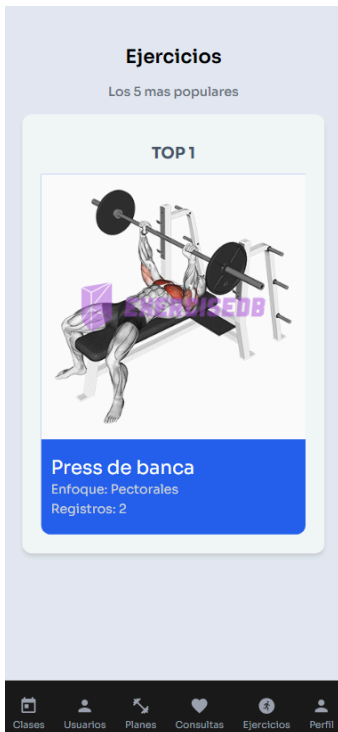 Ejercicios
Los 5 mas populares
TOP 1
EXERCISEDB
Press de banca
Enfoque: Pectorales
Registros: 2
Clases
Usuarios
Planes
Consultas
Ejercicios
Perfil